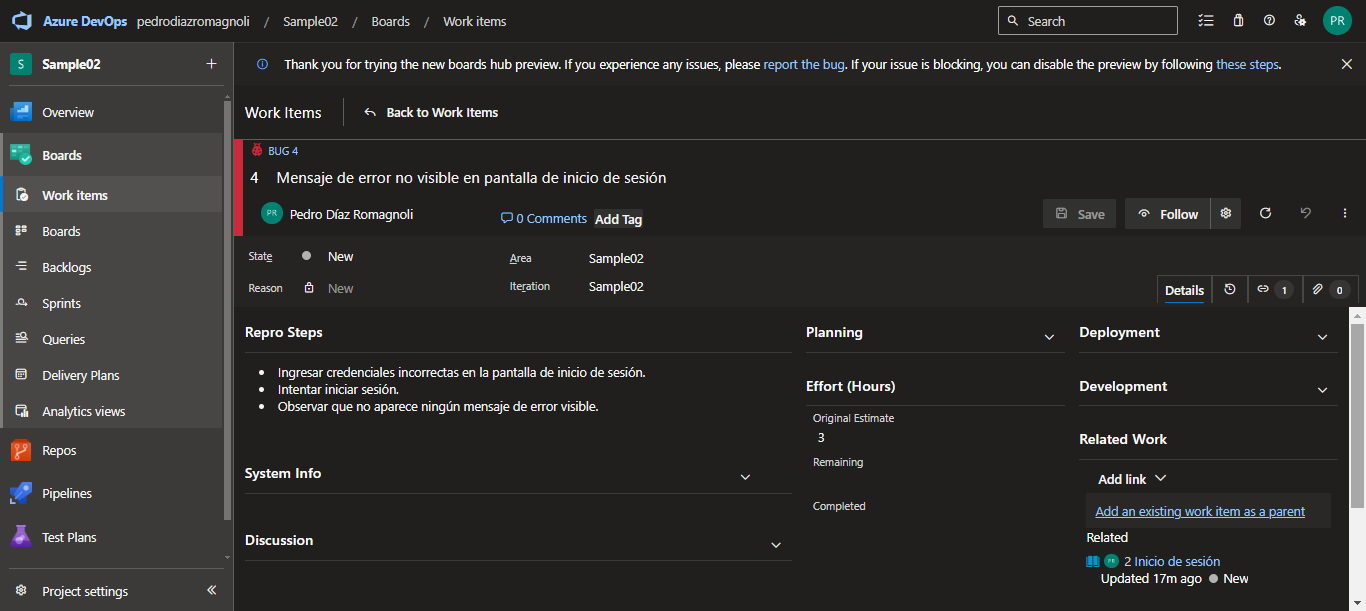 Azure DevOps pedrodiazromagnoli / Sample02 / Boards / Work items Search PR
S Sample02 +
Thank you for trying the new boards hub preview. If you experience any issues, please report the bug. If your issue is blocking, you can disable the preview by following these steps.
Overview
Boards
Work items
Boards
Backlogs
Sprints
Queries
Delivery Plans
Analytics views
Repos
Pipelines
Test Plans
Project settings
Work Items Back to Work Items
BUG 4
4 Mensaje de error no visible en pantalla de inicio de sesión
PR Pedro Díaz Romagnoli 0 Comments Add Tag Save Follow
State New Area Sample02
Reason New Iteration Sample02
Details 1 0
Repro Steps
• Ingresar credenciales incorrectas en la pantalla de inicio de sesión.
• Intentar iniciar sesión.
• Observar que no aparece ningún mensaje de error visible.
System Info
Discussion
Planning
Effort (Hours)
Original Estimate
3
Remaining
Completed
Deployment
Development
Related Work
Add link
Add an existing work item as a parent
Related
PR 2 Inicio de sesión
Updated 17m ago New